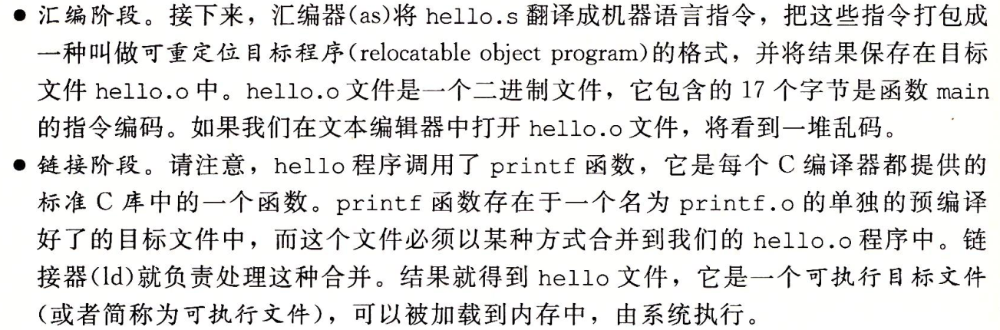 ● 汇编阶段。接下来，汇编器(as)将 hello.s 翻译成机器语言指令，把这些指令打包成
一种叫做可重定位目标程序(relocatable object program)的格式，并将结果保存在目标
文件 hello.o 中。hello.o 文件是一个二进制文件，它包含的 17 个字节是函数 main
的指令编码。如果我们在文本编辑器中打开 hello.o 文件，将看到一堆乱码。
● 链接阶段。请注意，hello 程序调用了 printf 函数，它是每个 C 编译器都提供的
标准 C 库中的一个函数。printf 函数存在于一个名为 printf.o 的单独的预编译
好了的目标文件中，而这个文件必须以某种方式合并到我们的 hello.o 程序中。链
接器(ld)就负责处理这种合并。结果就得到 hello 文件，它是一个可执行目标文件
(或者简称为可执行文件)，可以被加载到内存中，由系统执行。